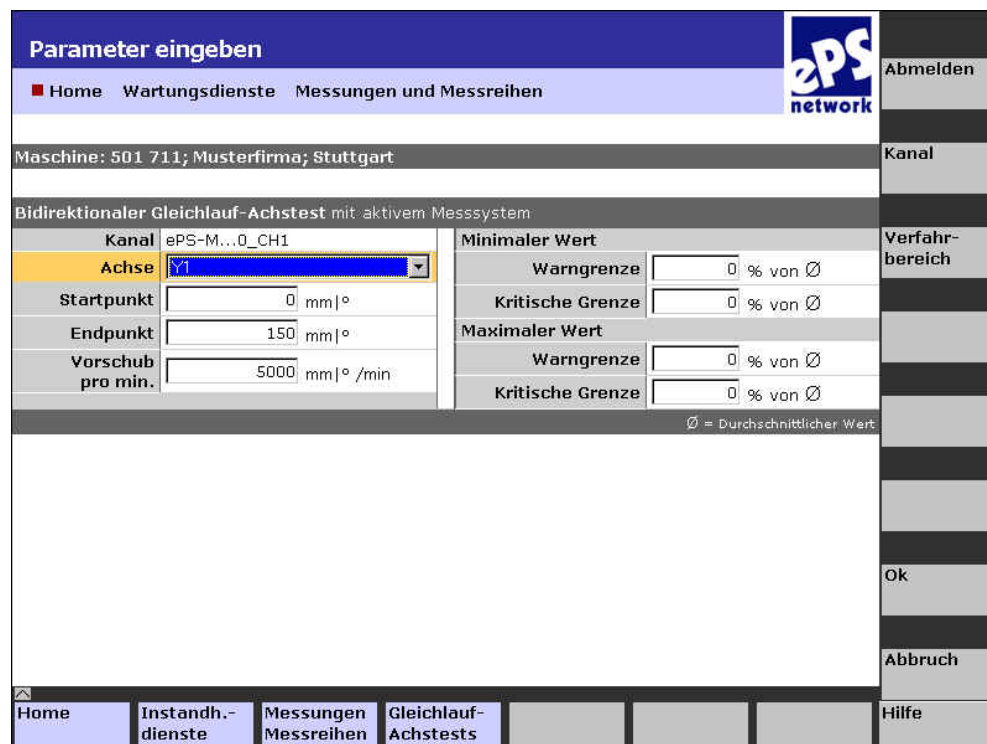 Parameter eingeben
ePS
network
Home Wartungsdienste Messungen und Messreihen
Maschine: 501 711; Musterfirma; Stuttgart
Bidirektionaler Gleichlauf-Achstest mit aktivem Messsystem
Kanal ePS-M...0_CH1
Achse Y1
Startpunkt 0 mm|°
Endpunkt 150 mm|°
Vorschub
pro min. 5000 mm|° /min
Minimaler Wert
Warngrenze 0 % von Ø
Kritische Grenze 0 % von Ø
Maximaler Wert
Warngrenze 0 % von Ø
Kritische Grenze 0 % von Ø
Ø = Durchschnittlicher Wert
Abmelden
Kanal
Verfahr-
bereich
Ok
Abbruch
Home
Instandh.-
dienste
Messungen
Messreihen
Gleichlauf-
Achstests
Hilfe